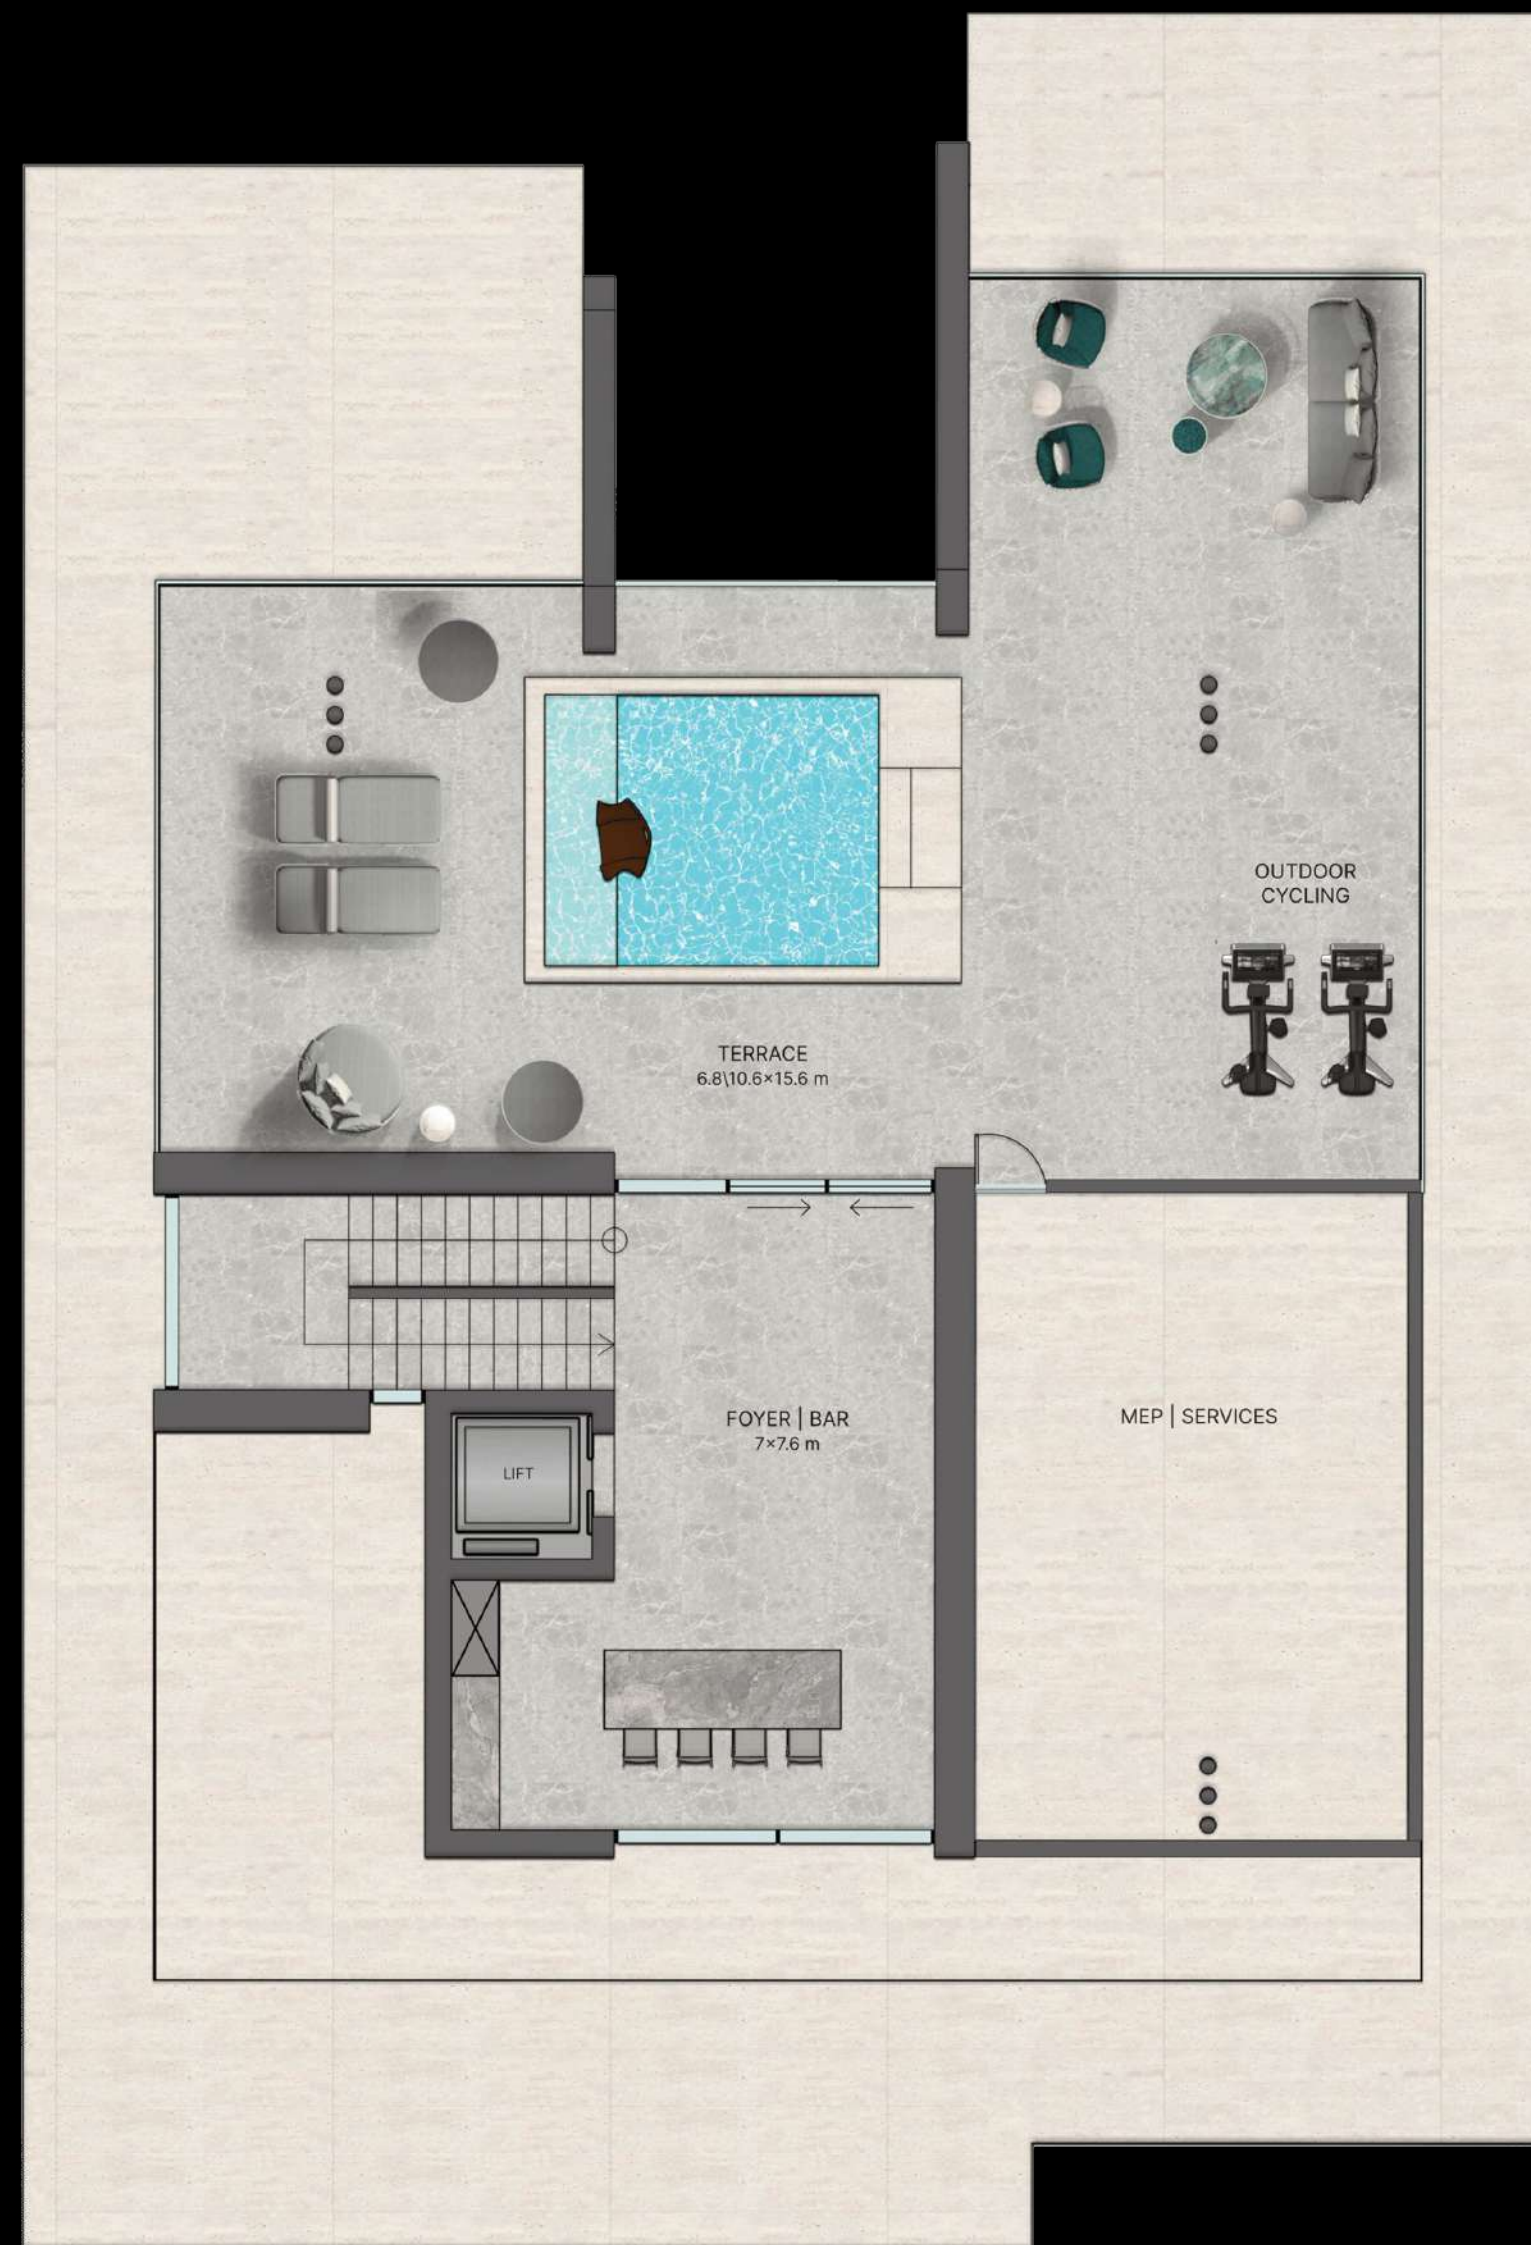 OUTDOOR
CYCLING
TERRACE
6.8\10.6×15.6 m
FOYER | BAR
7×7.6 m
MEP | SERVICES
LIFT